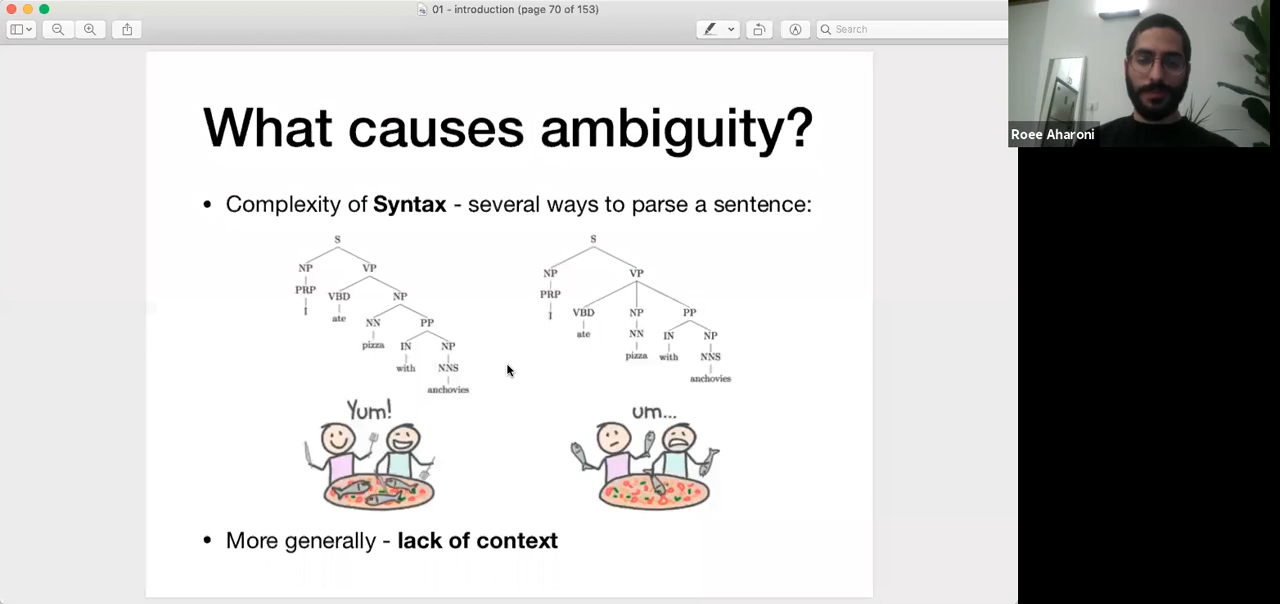 01 - introduction (page 70 of 153)
Search
Roee Aharoni
What causes ambiguity?
• Complexity of Syntax - several ways to parse a sentence:
S
NP VP
PRP VBD NP
I ate NN PP
pizza IN NP
with NNS
anchovies
S
NP VP
PRP VBD NP PP
I ate NN IN NP
pizza with NNS
anchovies
Yum!
um...
• More generally - lack of context